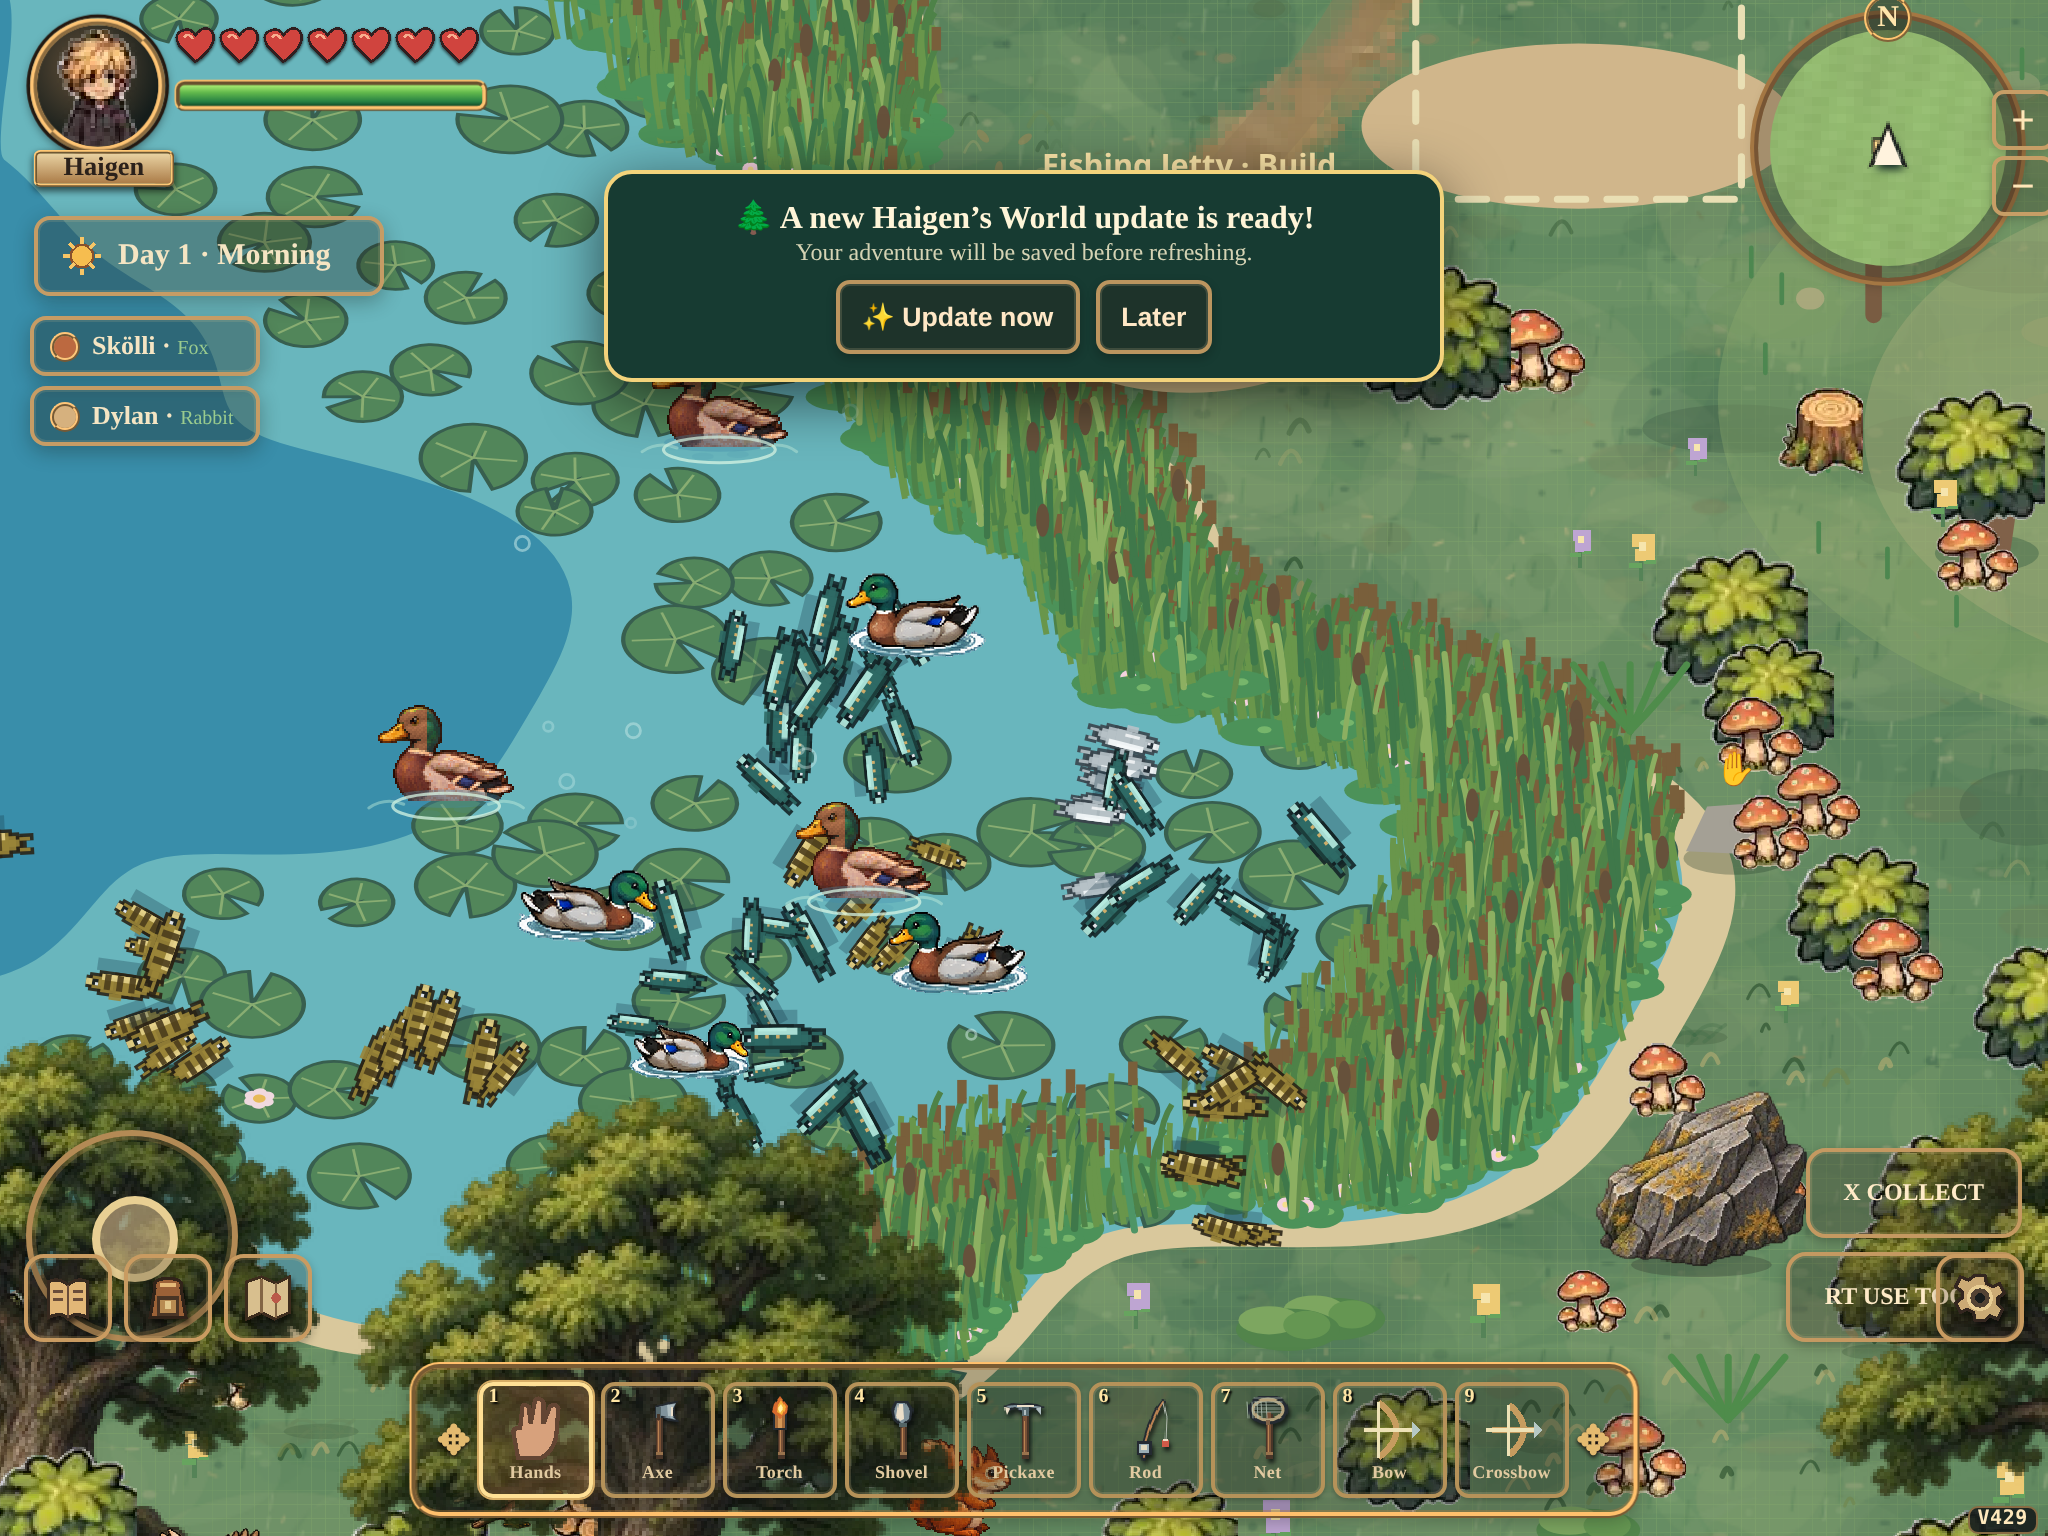 N
Haigen
Fishing Jetty · Build
🌲 A new Haigen’s World update is ready!
Your adventure will be saved before refreshing.
✨ Update now
Later
+
−
Day 1 · Morning
Skölli · Fox
Dylan · Rabbit
X COLLECT
RT USE TO
1
Hands
2
Axe
3
Torch
4
Shovel
5
Pickaxe
6
Rod
7
Net
8
Bow
9
Crossbow
V429